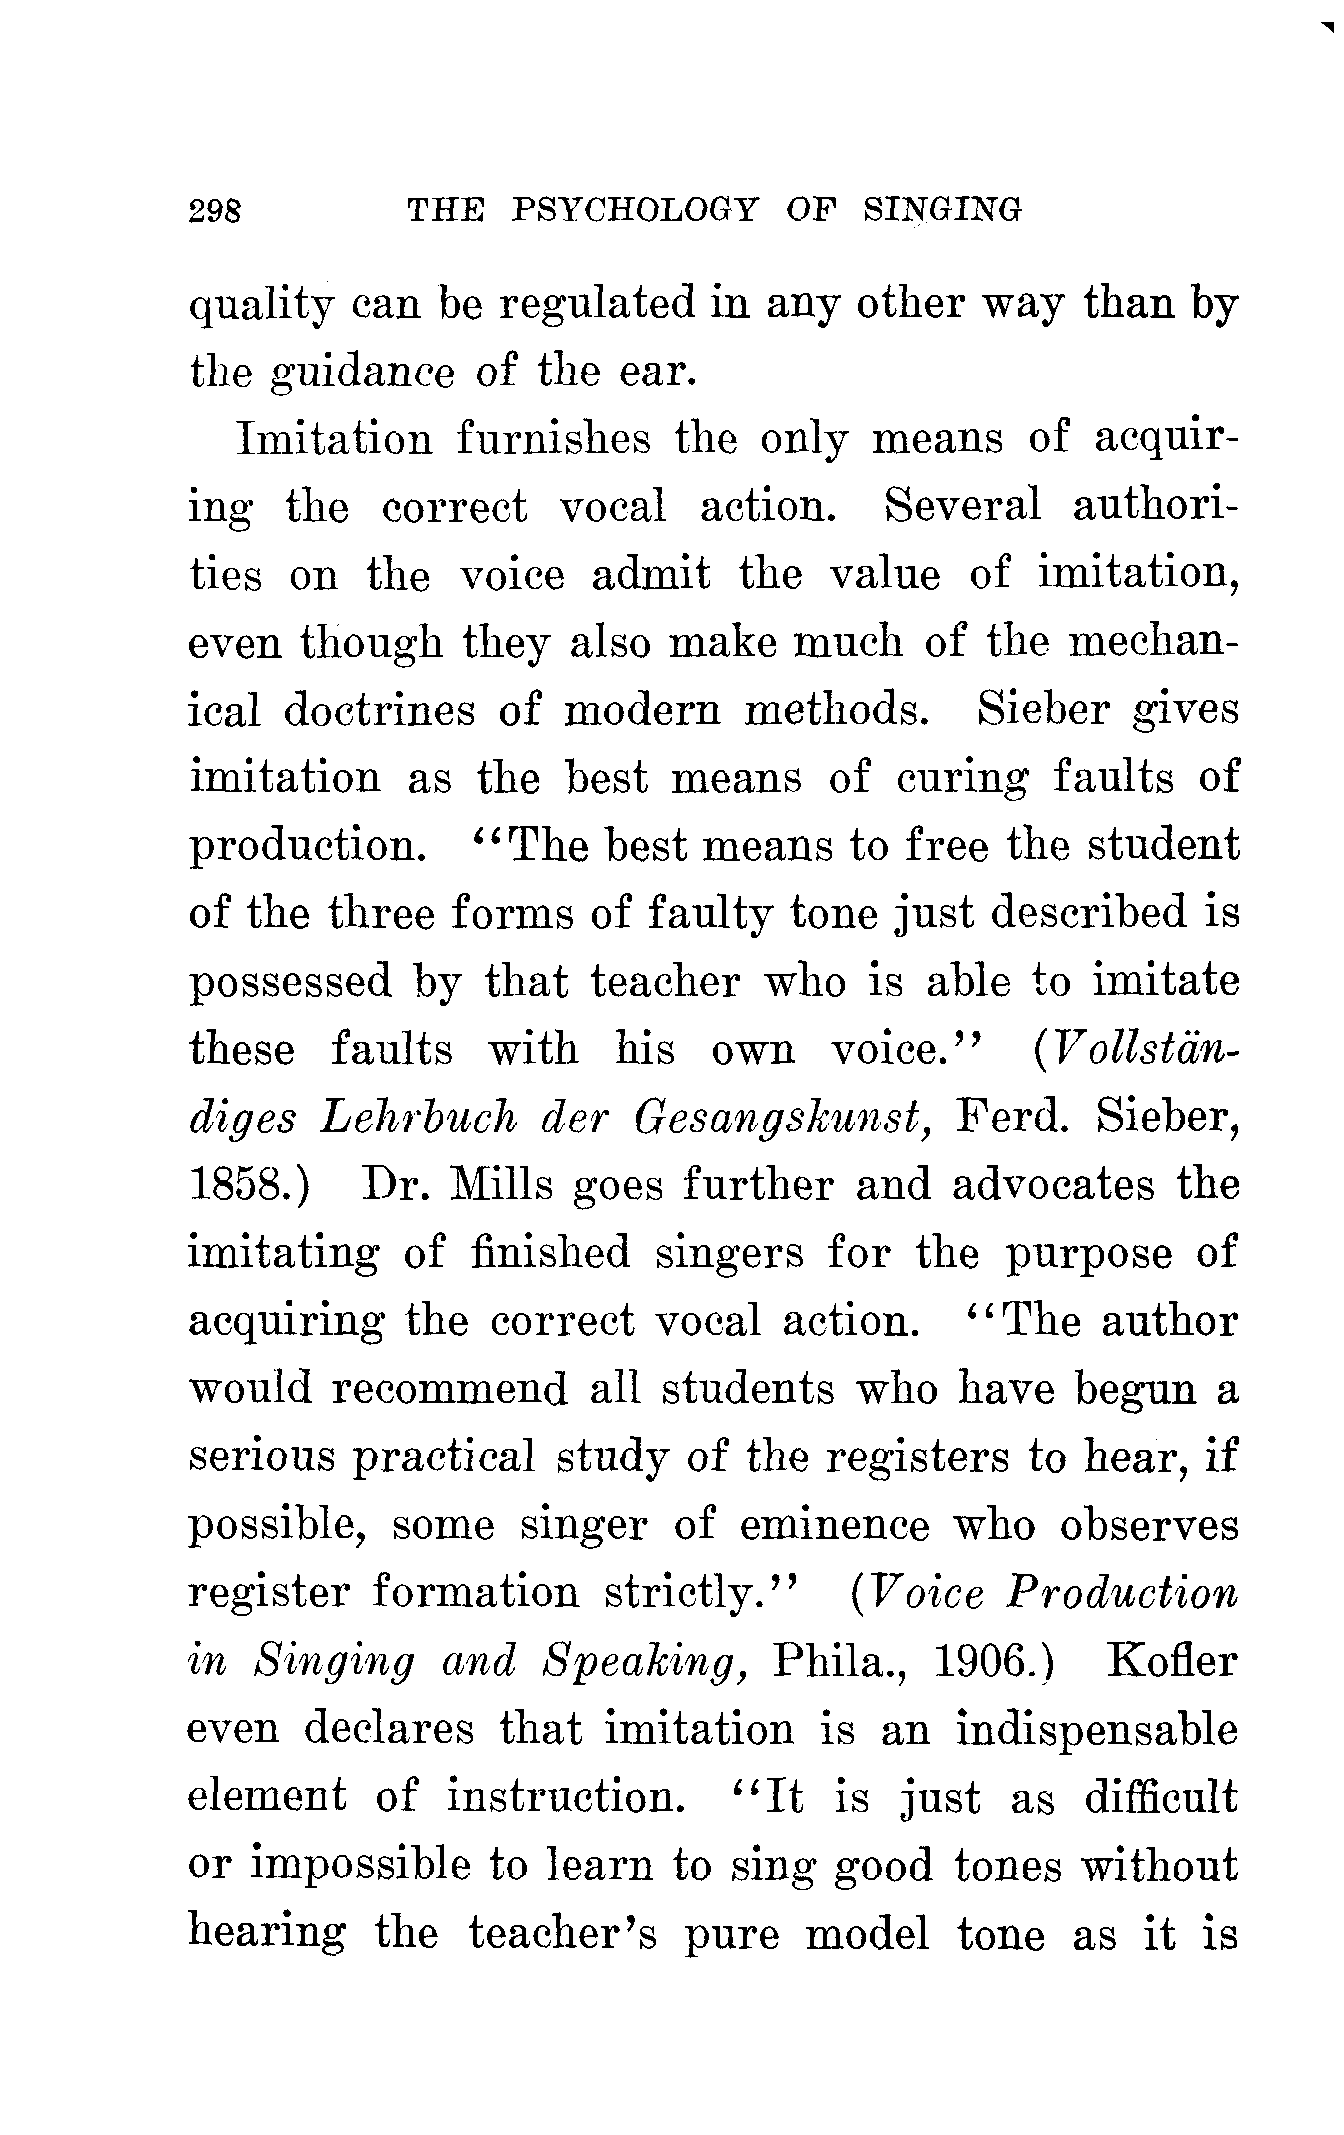 298 THE PSYCHOLOGY OF SINGING
quality can be regulated in any other way than by
the guidance of the ear.
Imitation furnishes the only means of acquir-
ing the correct vocal action. Several authori-
ties on the voice admit the value of imitation,
even though they also make much of the mechan-
ical doctrines of modern methods. Sieber gives
imitation as the best means of curing faults of
production. "The best means to free the student
of the three forms of faulty tone just described is
possessed by that teacher who is able to imitate
these faults with his own voice." (Vollstän-
diges Lehrbuch der Gesangskunst, Ferd. Sieber,
1858.) Dr. Mills goes further and advocates the
imitating of finished singers for the purpose of
acquiring the correct vocal action. "The author
would recommend all students who have begun a
serious practical study of the registers to hear, if
possible, some singer of eminence who observes
register formation strictly." (Voice Production
in Singing and Speaking, Phila., 1906.) Kofler
even declares that imitation is an indispensable
element of instruction. "It is just as difficult
or impossible to learn to sing good tones without
hearing the teacher's pure model tone as it is